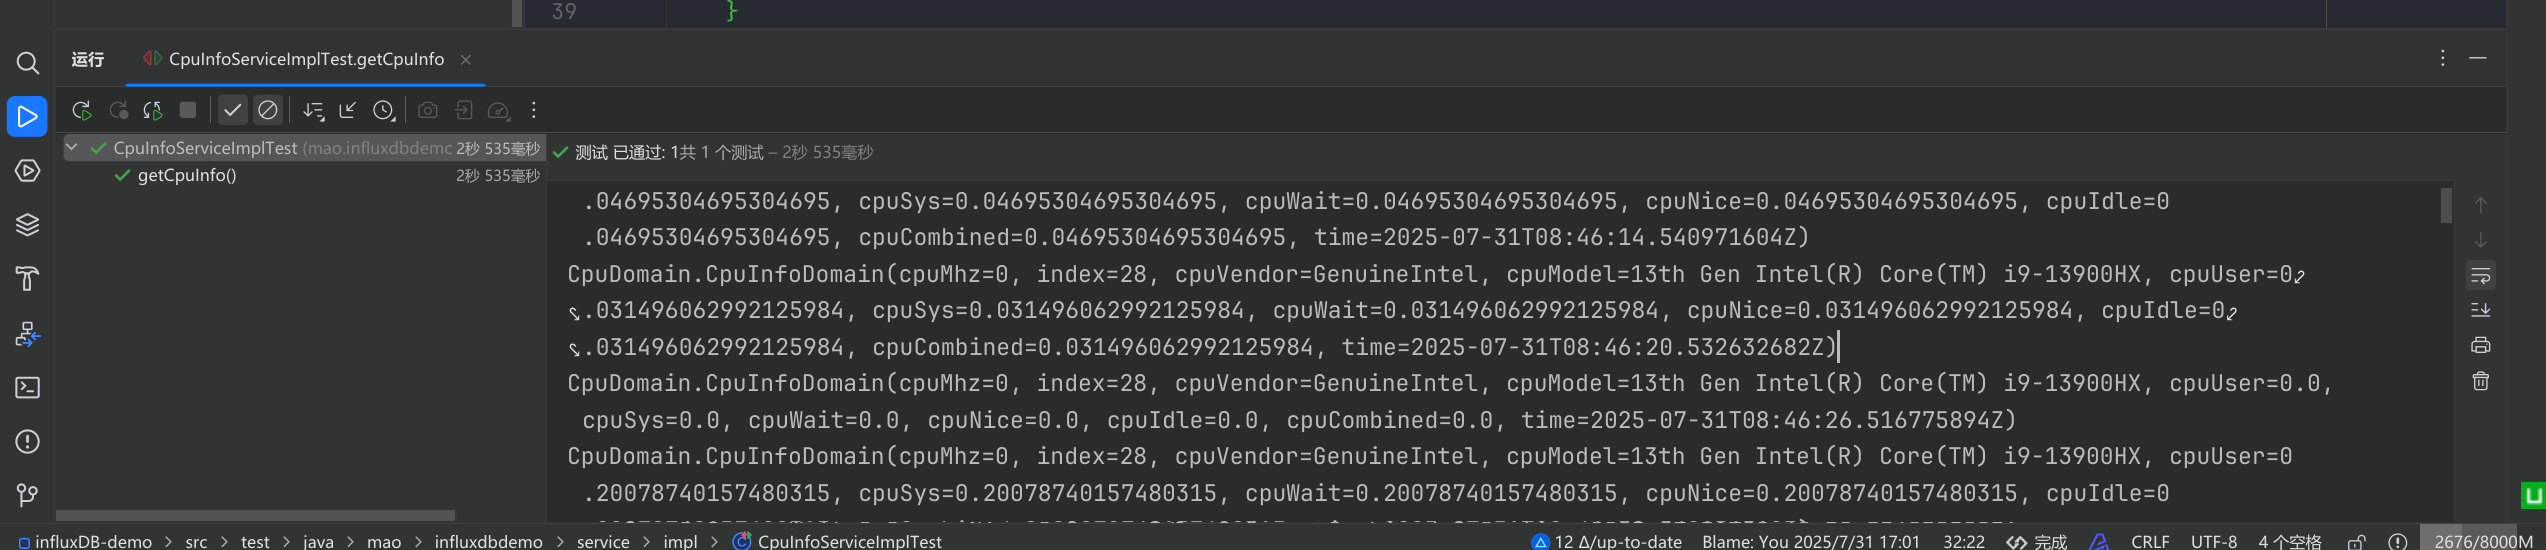 39 }
运行 CpuInfoServiceImplTest.getCpuInfo
CpuInfoServiceImplTest (mao.influxdbdemo 2秒 535毫秒
测试 已通过: 1共 1 个测试 – 2秒 535毫秒
getCpuInfo() 2秒 535毫秒
.04695304695304695, cpuSys=0.04695304695304695, cpuWait=0.04695304695304695, cpuNice=0.04695304695304695, cpuIdle=0
.04695304695304695, cpuCombined=0.04695304695304695, time=2025-07-31T08:46:14.540971604Z)
CpuDomain.CpuInfoDomain(cpuMhz=0, index=28, cpuVendor=GenuineIntel, cpuModel=13th Gen Intel(R) Core(TM) i9-13900HX, cpuUser=0
.031496062992125984, cpuSys=0.031496062992125984, cpuWait=0.031496062992125984, cpuNice=0.031496062992125984, cpuIdle=0
.031496062992125984, cpuCombined=0.031496062992125984, time=2025-07-31T08:46:20.532632682Z)
CpuDomain.CpuInfoDomain(cpuMhz=0, index=28, cpuVendor=GenuineIntel, cpuModel=13th Gen Intel(R) Core(TM) i9-13900HX, cpuUser=0.0,
cpuSys=0.0, cpuWait=0.0, cpuNice=0.0, cpuIdle=0.0, cpuCombined=0.0, time=2025-07-31T08:46:26.516775894Z)
CpuDomain.CpuInfoDomain(cpuMhz=0, index=28, cpuVendor=GenuineIntel, cpuModel=13th Gen Intel(R) Core(TM) i9-13900HX, cpuUser=0
.20078740157480315, cpuSys=0.20078740157480315, cpuWait=0.20078740157480315, cpuNice=0.20078740157480315, cpuIdle=0
influxDB-demo > src > test > java > mao > influxdbdemo > service > impl > CpuInfoServiceImplTest
12 Δ/up-to-date Blame: You 2025/7/31 17:01 32:22 完成 CRLF UTF-8 4 个空格 2676/8000M